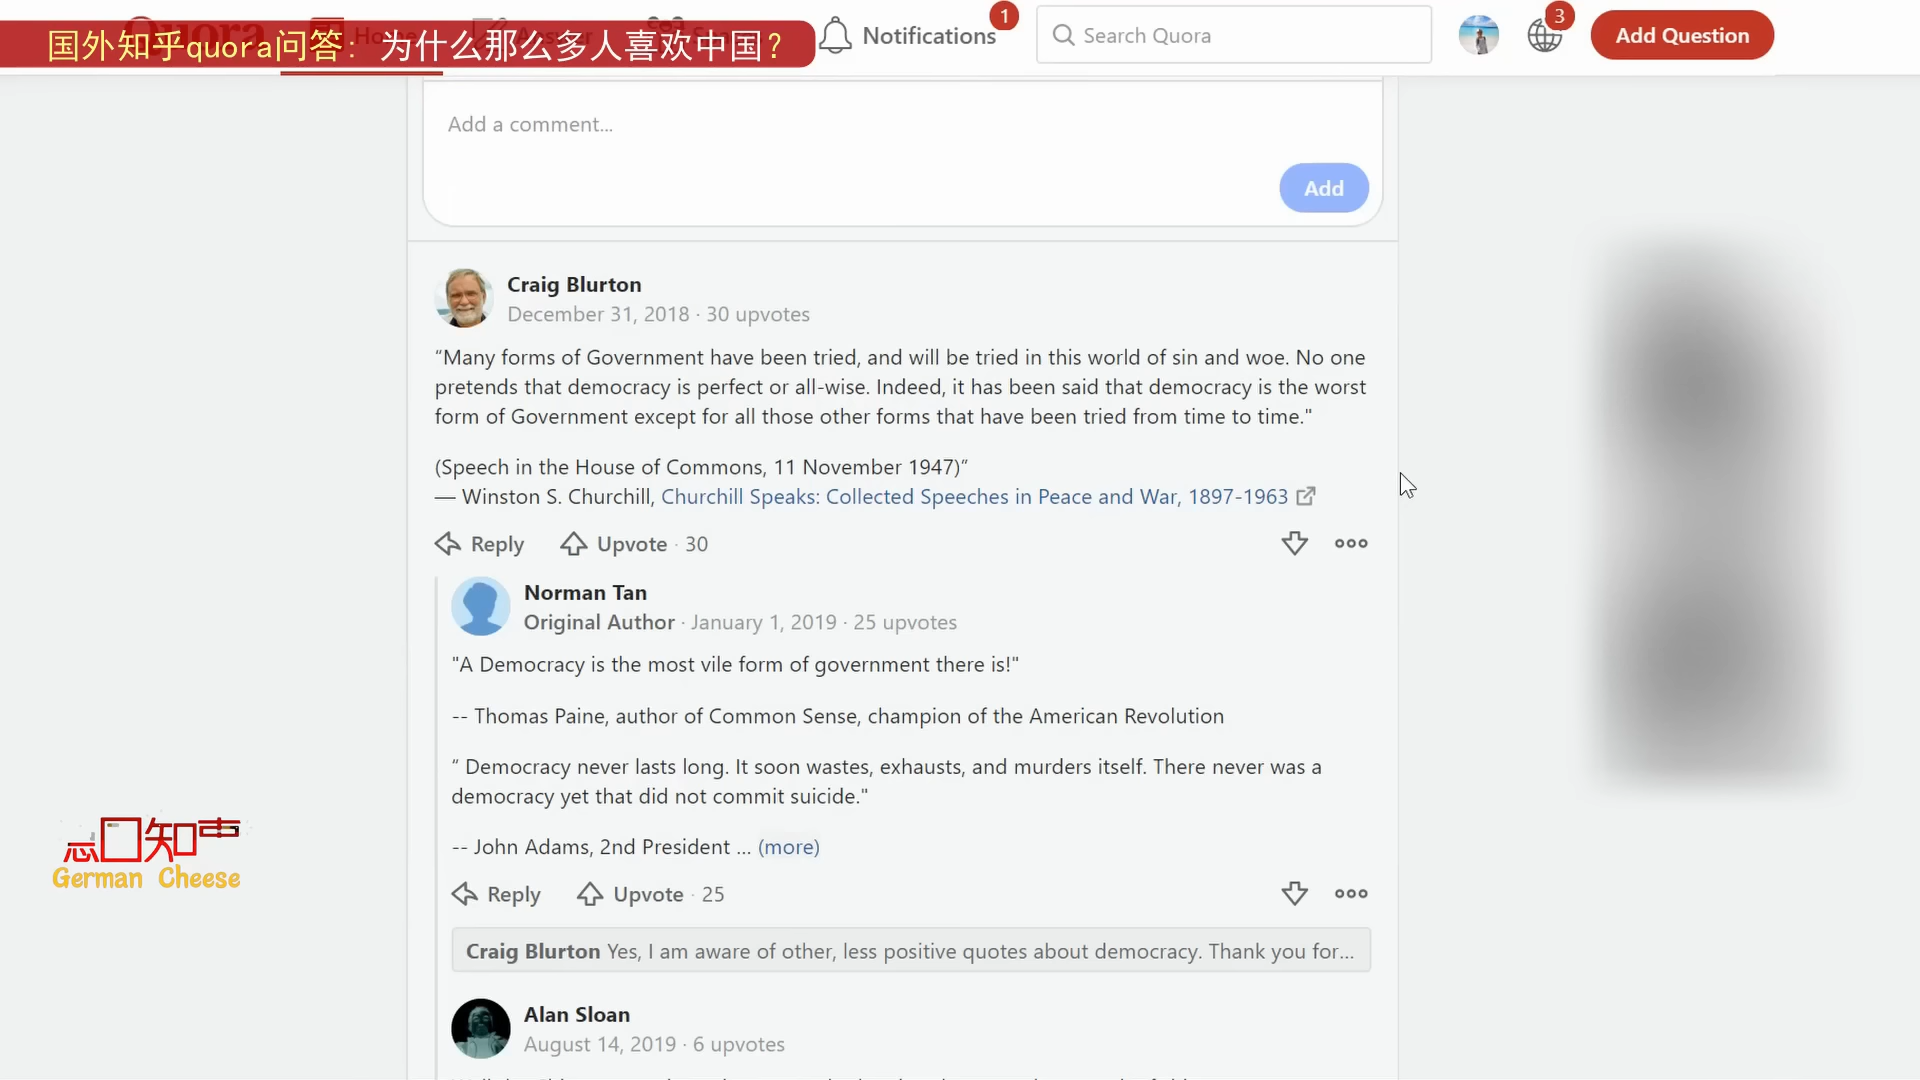 国外知乎quora问答：为什么那么多人喜欢中国？
Notifications
1
Search Quora
3
Add Question
Add a comment...
Add
Craig Blurton
December 31, 2018 · 30 upvotes
“Many forms of Government have been tried, and will be tried in this world of sin and woe. No one
pretends that democracy is perfect or all-wise. Indeed, it has been said that democracy is the worst
form of Government except for all those other forms that have been tried from time to time."
(Speech in the House of Commons, 11 November 1947)”
— Winston S. Churchill, Churchill Speaks: Collected Speeches in Peace and War, 1897-1963
Reply Upvote · 30
Norman Tan
Original Author · January 1, 2019 · 25 upvotes
"A Democracy is the most vile form of government there is!"
-- Thomas Paine, author of Common Sense, champion of the American Revolution
“ Democracy never lasts long. It soon wastes, exhausts, and murders itself. There never was a
democracy yet that did not commit suicide."
-- John Adams, 2nd President ... (more)
Reply Upvote · 25
Craig Blurton Yes, I am aware of other, less positive quotes about democracy. Thank you for...
Alan Sloan
August 14, 2019 · 6 upvotes
German Cheese